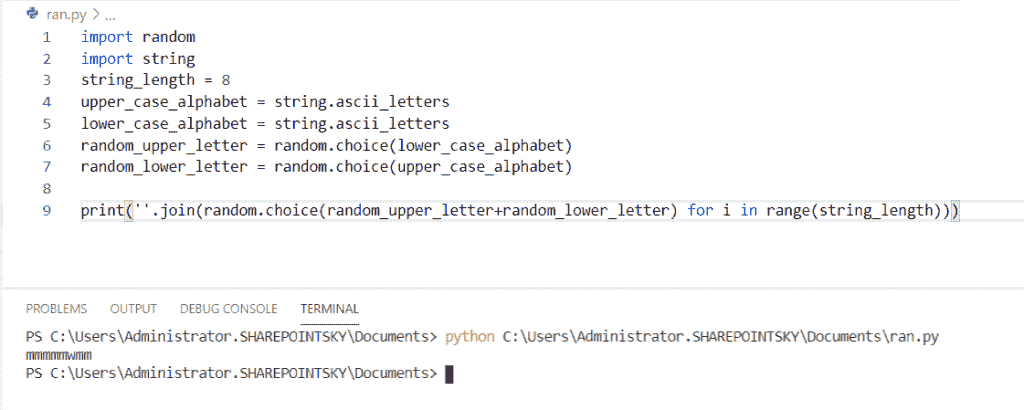 ran.py > ...
1 import random
2 import string
3 string_length = 8
4 upper_case_alphabet = string.ascii_letters
5 lower_case_alphabet = string.ascii_letters
6 random_upper_letter = random.choice(lower_case_alphabet)
7 random_lower_letter = random.choice(upper_case_alphabet)
8
9 print(''.join(random.choice(random_upper_letter+random_lower_letter) for i in range(string_length)))
PROBLEMS OUTPUT DEBUG CONSOLE TERMINAL
PS C:\Users\Administrator.SHAREPOINTSKY\Documents> python C:\Users\Administrator.SHAREPOINTSKY\Documents\ran.py
mmmmmwmm
PS C:\Users\Administrator.SHAREPOINTSKY\Documents>